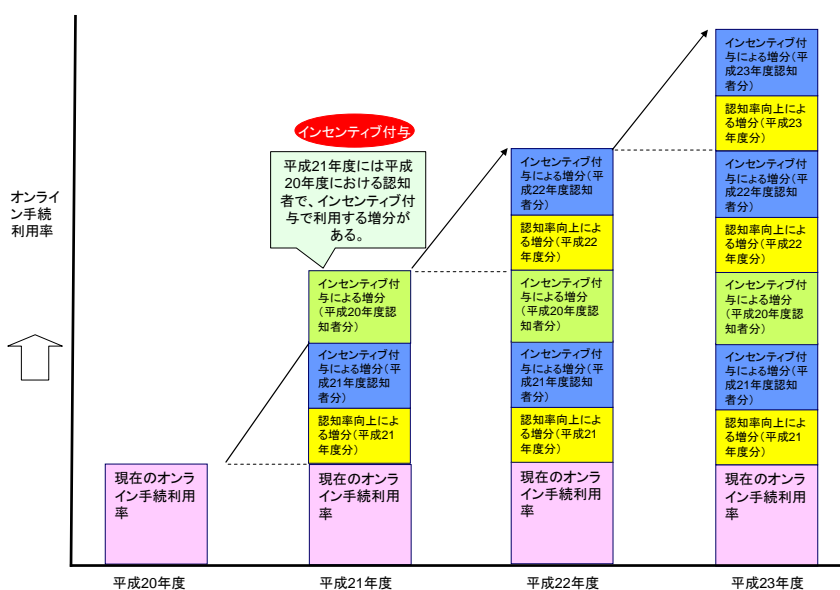 オンライ
ン手続
利用率
インセンティブ付与
平成21年度には平成
20年度における認知
者で、インセンティブ付
与で利用する増分が
ある。
現在のオンラ
イン手続利用
率
平成20年度
インセンティブ付
与による増分
（平成20年度認
知者分）
インセンティブ付
与による増分（平
成21年度認知
者分）
認知率向上によ
る増分（平成21
年度分）
現在のオンラ
イン手続利用
率
平成21年度
インセンティブ付
与による増分（平
成22年度認知
者分）
認知率向上によ
る増分（平成22
年度分）
インセンティブ付
与による増分
（平成20年度認
知者分）
インセンティブ付
与による増分（平
成21年度認知
者分）
認知率向上によ
る増分（平成21
年度分）
現在のオンラ
イン手続利用
率
平成22年度
インセンティブ付
与による増分（平
成23年度認知
者分）
認知率向上によ
る増分（平成23
年度分）
インセンティブ付
与による増分（平
成22年度認知
者分）
認知率向上によ
る増分（平成22
年度分）
インセンティブ付
与による増分
（平成20年度認
知者分）
インセンティブ付
与による増分（平
成21年度認知
者分）
認知率向上によ
る増分（平成21
年度分）
現在のオンラ
イン手続利用
率
平成23年度